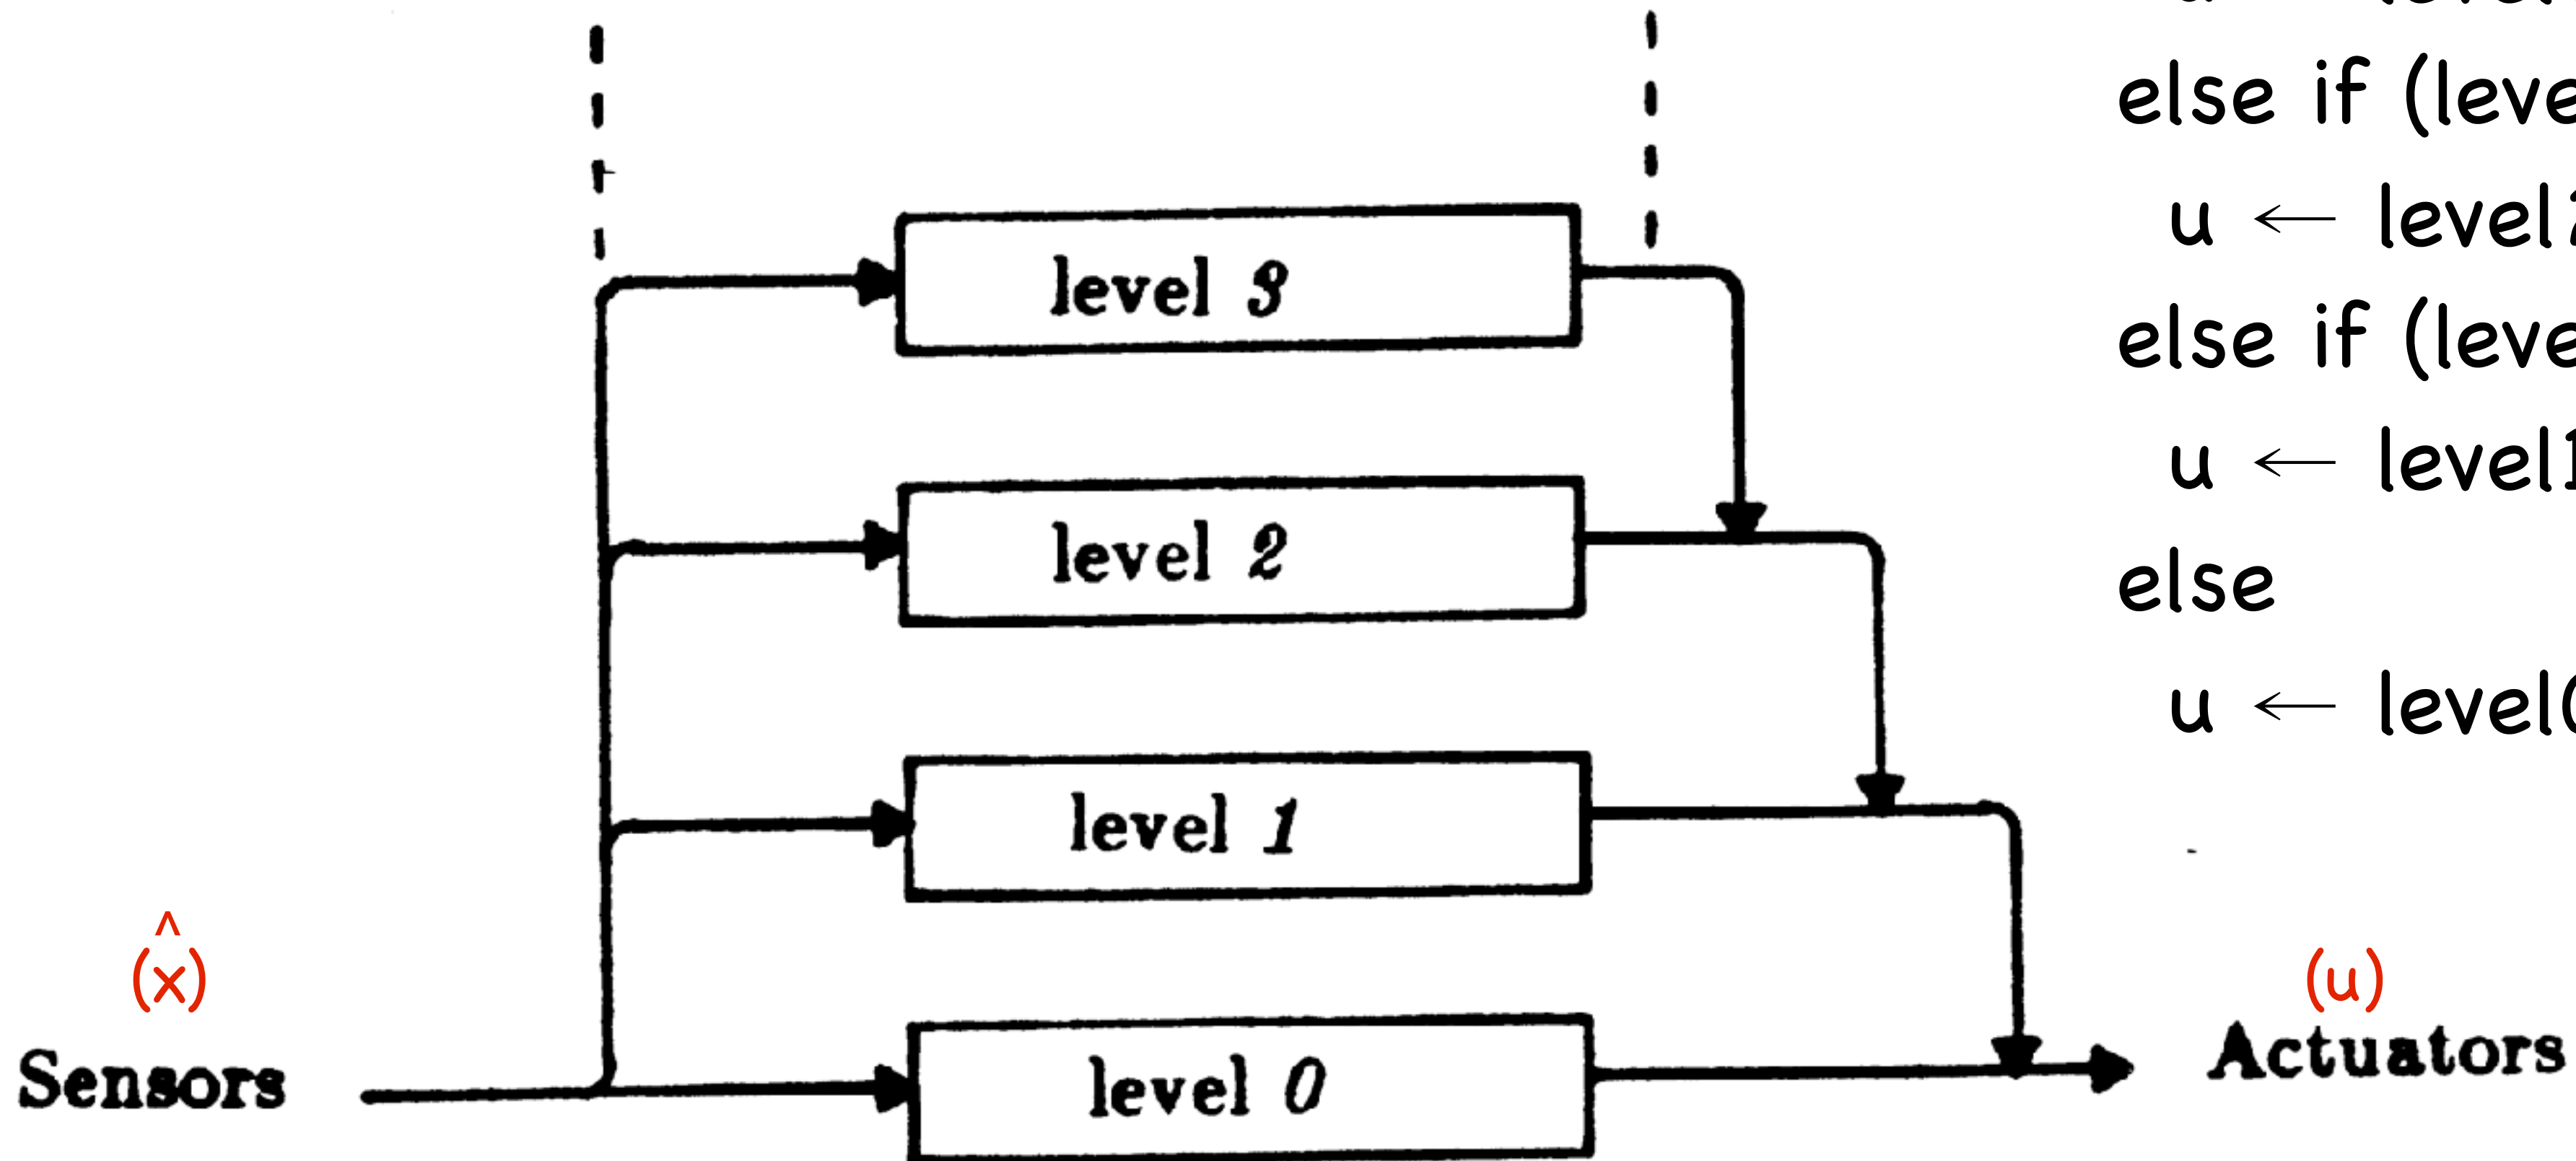 else if (leve
u ← level2
else if (leve
u ← level1
else
u ← level0
level 3
level 2
level 1
level 0
^
(x)
Sensors
(u)
Actuators